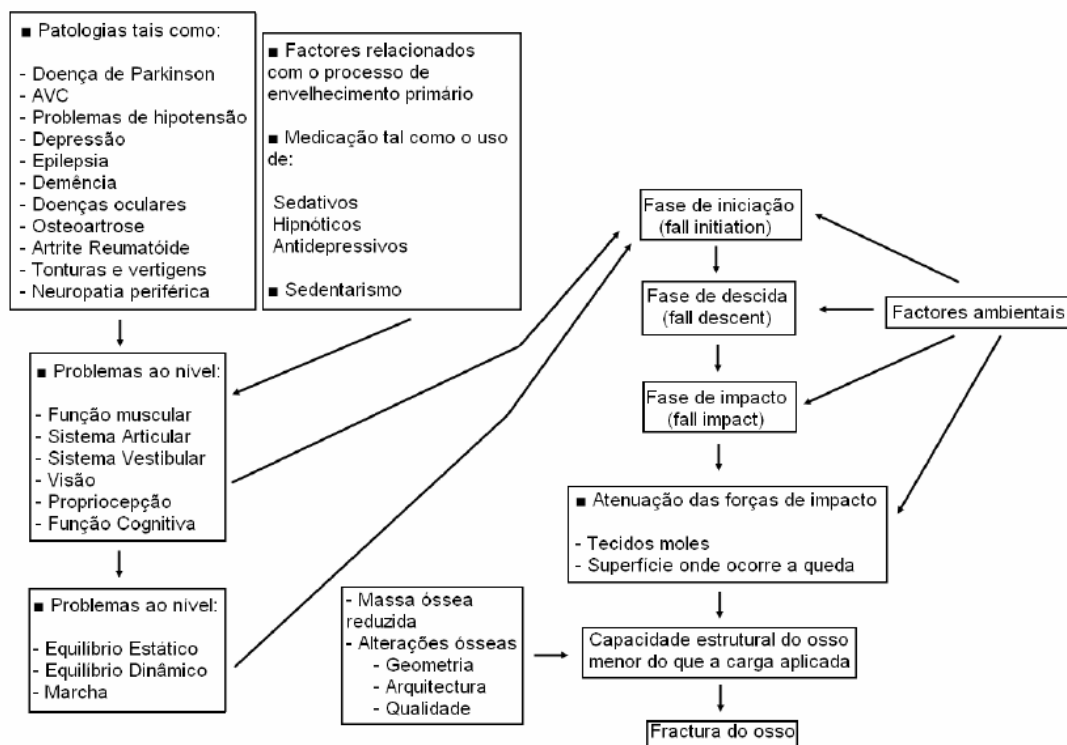 ■ Patologias tais como:
- Doença de Parkinson
- AVC
- Problemas de hipotensão
- Depressão
- Epilepsia
- Demência
- Doenças oculares
- Osteoartrose
- Artrite Reumatóide
- Tonturas e vertigens
- Neuropatia periférica
■ Factores relacionados
com o processo de
envelhecimento primário
■ Medicação tal como o uso
de:
Sedativos
Hipnóticos
Antidepressivos
■ Sedentarismo
■ Problemas ao nível:
- Função muscular
- Sistema Articular
- Sistema Vestibular
- Visão
- Propriocepção
- Função Cognitiva
■ Problemas ao nível:
- Equilíbrio Estático
- Equilíbrio Dinâmico
- Marcha
Fase de iniciação
(fall initiation)
Fase de descida
(fall descent)
Factores ambientais
Fase de impacto
(fall impact)
■ Atenuação das forças de impacto
- Tecidos moles
- Superfície onde ocorre a queda
- Massa óssea
reduzida
- Alterações ósseas
- Geometria
- Arquitectura
- Qualidade
Capacidade estrutural do osso
menor do que a carga aplicada
Fractura do osso